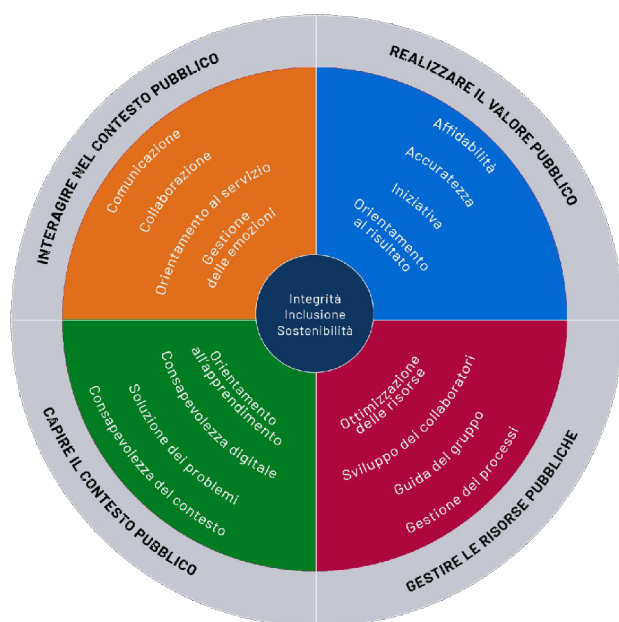 INTERAGIRE NEL CONTESTO PUBBLICO
Comunicazione
Collaborazione
Orientamento al servizio
Gestione
delle emozioni
REALIZZARE IL VALORE PUBBLICO
Affidabilità
Accuratezza
Iniziativa
Orientamento
al risultato
Integrità
Inclusione
Sostenibilità
CAPIRE IL CONTESTO PUBBLICO
Orientamento
all'apprendimento
Consapevolezza digitale
Soluzione dei problemi
Consapevolezza del contesto
GESTIRE LE RISORSE PUBBLICHE
Ottimizzazione
delle risorse
Sviluppo dei collaboratori
Guida del gruppo
Gestione dei processi